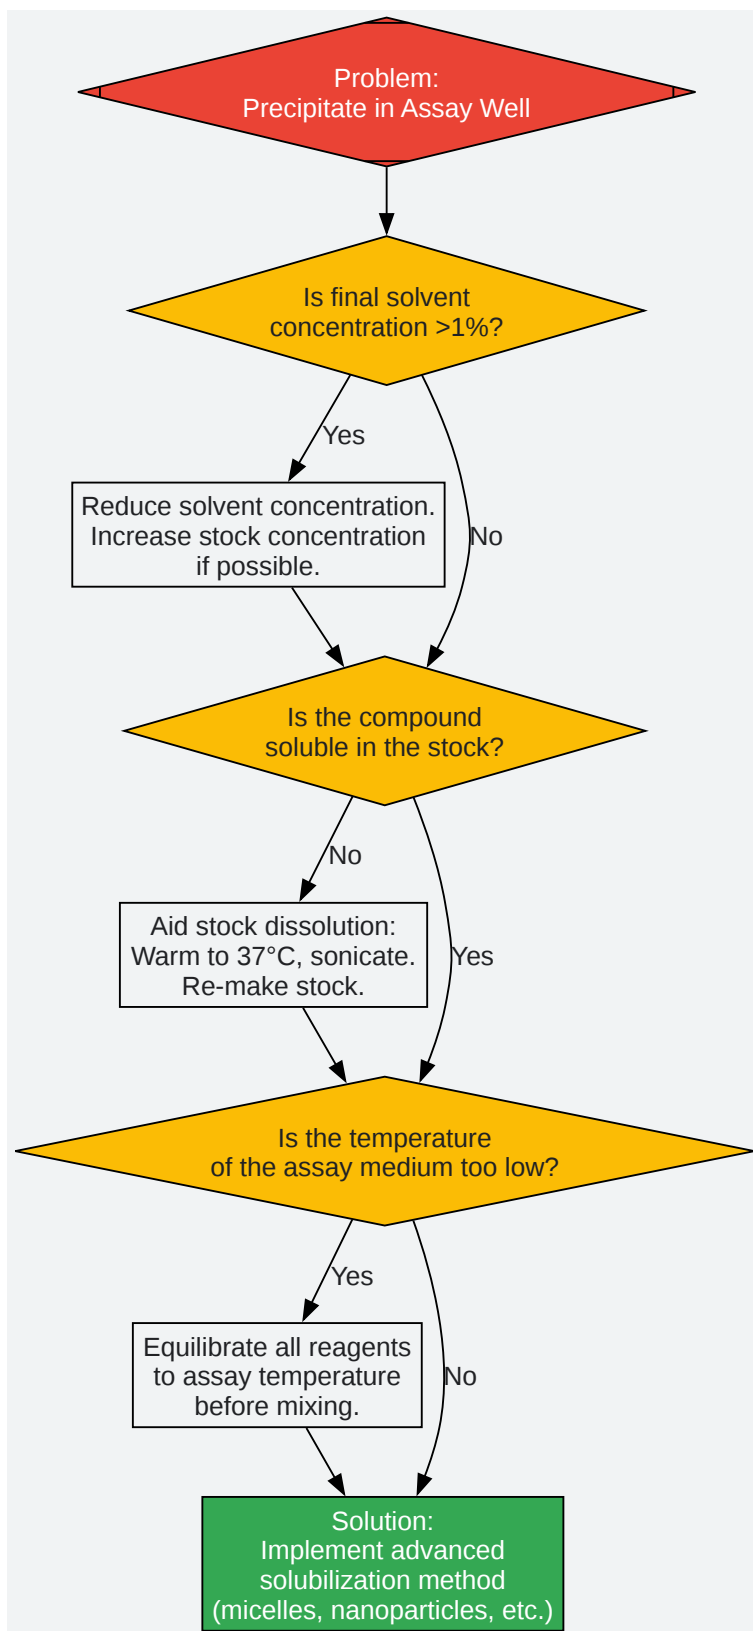 Problem:
Precipitate in Assay Well
Is final solvent
concentration >1%?
Yes
No
Reduce solvent concentration.
Increase stock concentration
if possible.
Is the compound
soluble in the stock?
No
Yes
Aid stock dissolution:
Warm to 37°C, sonicate.
Re-make stock.
Is the temperature
of the assay medium too low?
Yes
No
Equilibrate all reagents
to assay temperature
before mixing.
Solution:
Implement advanced
solubilization method
(micelles, nanoparticles, etc.)